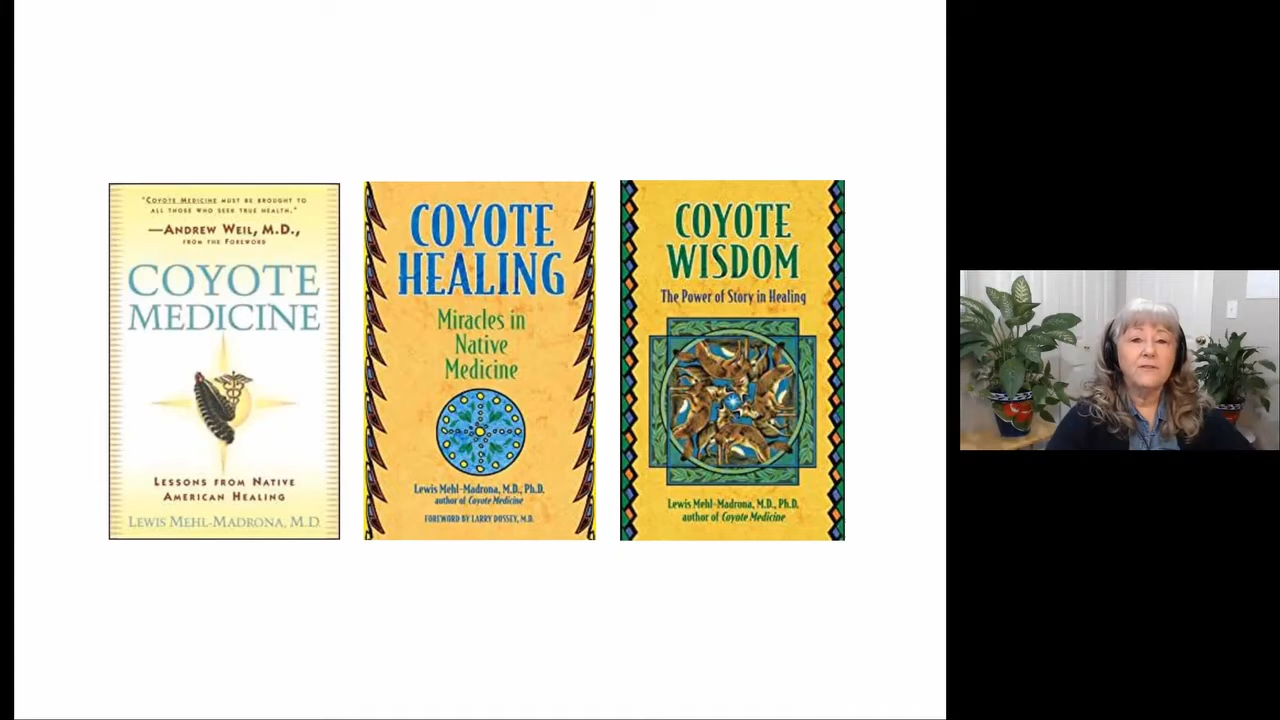 "COYOTE MEDICINE MUST BE BROUGHT TO
ALL THOSE WHO SEEK TRUE HEALTH."
—ANDREW WEIL, M.D.,
FROM THE FOREWORD
COYOTE
MEDICINE
LESSONS FROM NATIVE
AMERICAN HEALING
LEWIS MEHL-MADRONA, M.D.
COYOTE
HEALING
Miracles in
Native
Medicine
Lewis Mehl-Madrona, M.D., Ph.D.
author of Coyote Medicine
FOREWORD BY LARRY DOSSEY, M.D.
COYOTE
WISDOM
The Power of Story in Healing
Lewis Mehl-Madrona, M.D., Ph.D.
author of Coyote Medicine